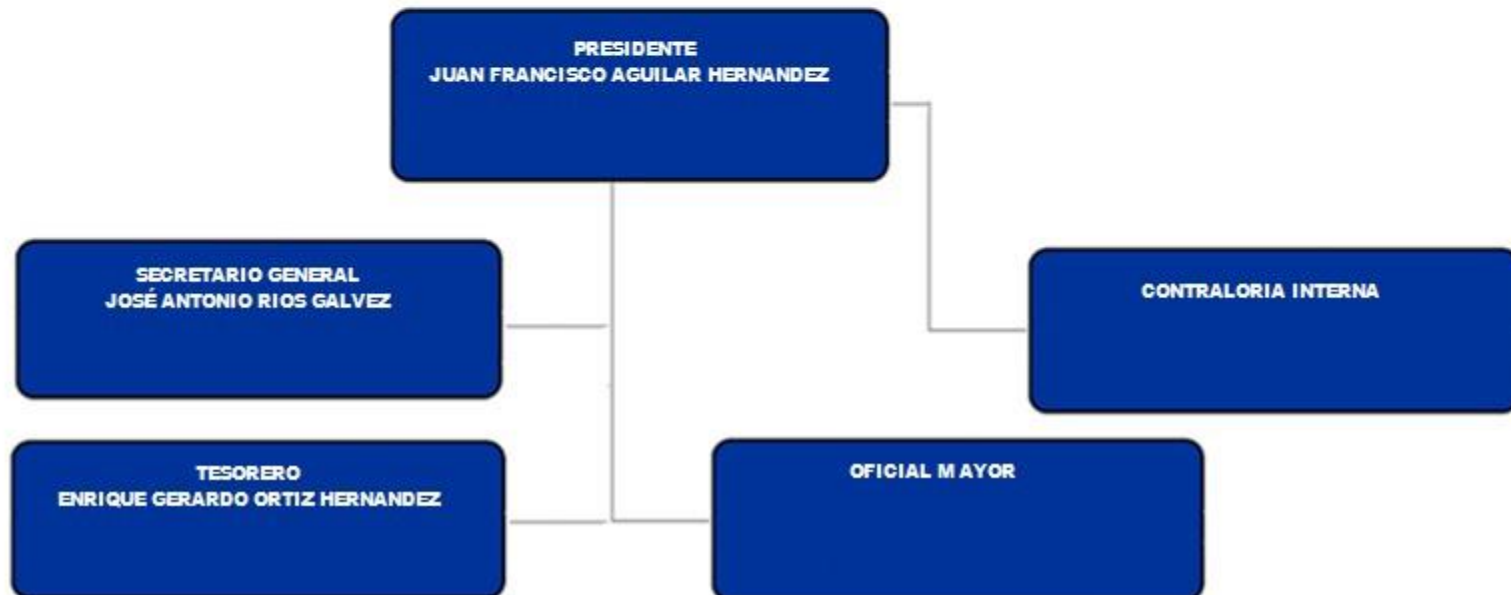 PRESIDENTE
JUAN FRANCISCO AGUILAR HERNANDEZ
SECRETARIO GENERAL
JOSÉ ANTONIO RIOS GALVEZ
CONTRALORIA INTERNA
TESORERO
ENRIQUE GERARDO ORTIZ HERNANDEZ
OFICIAL MAYOR